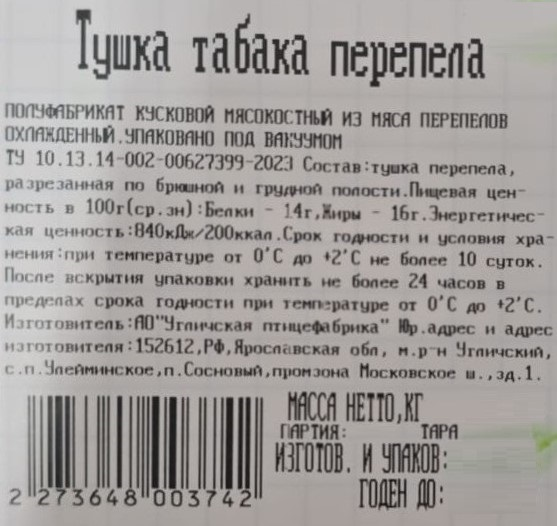 Тушка табака перепела
ПОЛУФАБРИКАТ КУСКОВОЙ МЯСОКОСТНЫЙ ИЗ МЯСА ПЕРЕПЕЛОВ
ОХЛАЖДЕННЫЙ.УПАКОВАНО ПОД ВАКУУМОМ
ТУ 10.13.14-002-00627399-2023 Состав:тушка перепела,
разрезанная по брюшной и грудной полости.Пищевая цен-
ность в 100г(ср.зн):Белки - 14г,Жиры - 16г.Энергетичес-
кая ценность:840кДж/200ккал.Срок годности и условия хра-
нения:при температуре от 0'С до +2'С не более 10 суток.
После вскрытия упаковки хранить не более 24 часов в
пределах срока годности при температуре от 0'С до +2'С.
Изготовитель:АО"Угличская птицефабрика" Юр.адрес и адрес
изготовителя:152612,РФ,Ярославская обл, м.р-н Угличский,
с.п.Улейминское,п.Сосновый,промзона Московское ш.,зд.1.
МАССА НЕТТО,КГ
ПАРТИЯ: ТАРА
ИЗГОТОВ. И УПАКОВ:
ГОДЕН ДО:
2 273648 003742